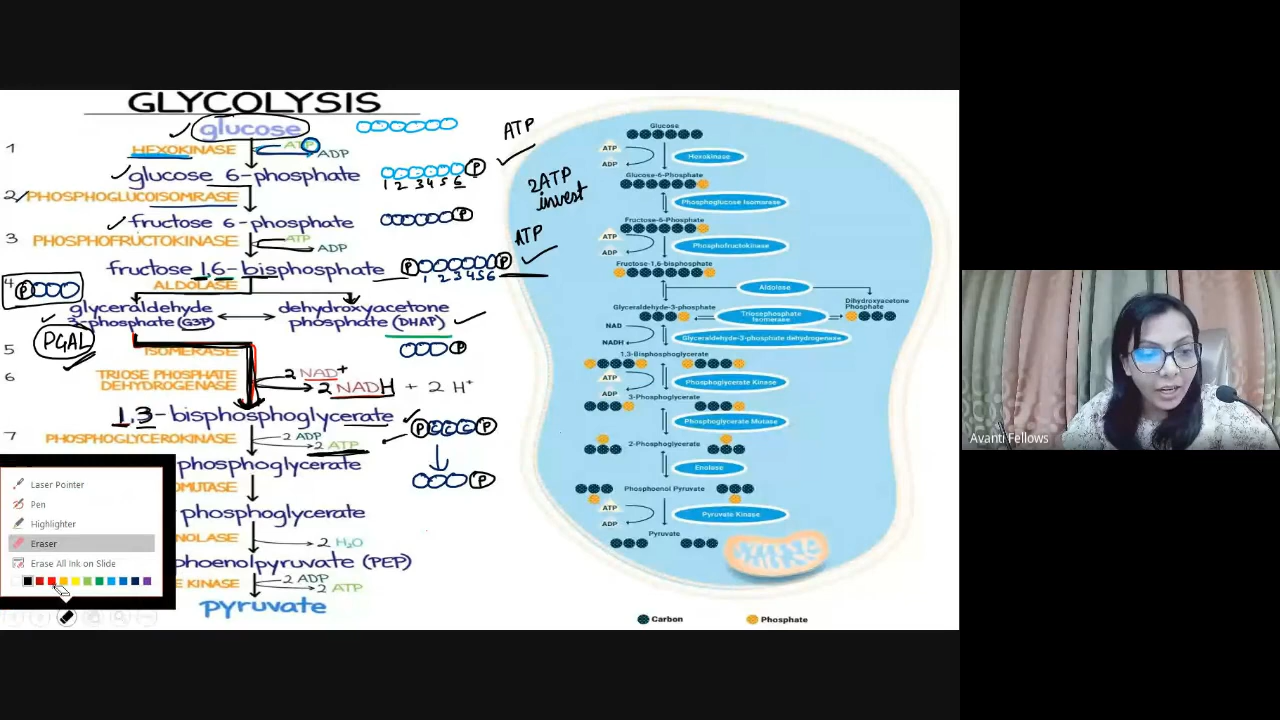 GLYCOLYSIS
glucose
1
HEXOKINASE
ATP
ADP
glucose 6-phosphate
P
1 2 3 4 5 6
ATP
2 PHOSPHOGLUCOISOMRASE
2ATP
invest
fructose 6-phosphate
P
3 PHOSPHOFRUCTOKINASE
ATP
ADP
ATP
fructose 1,6-bisphosphate
P P
1 2 3 4 5 6
4
ALDOLASE
P
glyceraldehyde
3-phosphate (G3P)
dehydroxyacetone
phosphate (DHAP)
PGAL
5
ISOMERASE
P
6
TRIOSE PHOSPHATE
DEHYDROGENASE
2 NAD+
2 NADH + 2 H+
1,3-bisphosphoglycerate
P C C C P
7
PHOSPHOGLYCEROKINASE
2 ADP
2 ATP
phosphoglycerate
P
OMUTASE
phosphoglycerate
NOLASE
2 H2O
phoenolpyruvate (PEP)
E KINASE
2 ADP
2 ATP
pyruvate
Laser Pointer
Pen
Highlighter
Eraser
Erase All Ink on Slide
Glucose
ATP
ADP
Hexokinase
Glucose-6-Phosphate
Phosphoglucose Isomerase
Fructose-6-Phosphate
ATP
ADP
Phosphofructokinase
Fructose-1,6-bisphosphate
Aldolase
Glyceraldehyde-3-phosphate
Triosephosphate
Isomerase
Dihydroxyacetone
Phosphate
NAD
NADH
Glyceraldehyde-3-phosphate dehydrogenase
1,3-Bisphosphoglycerate
ATP
ADP
Phosphoglycerate Kinase
3-Phosphoglycerate
Phosphoglycerate Mutase
2-Phosphoglycerate
Enolase
Phosphoenol Pyruvate
ATP
ADP
Pyruvate Kinase
Pyruvate
Carbon
Phosphate
Avanti Fellows